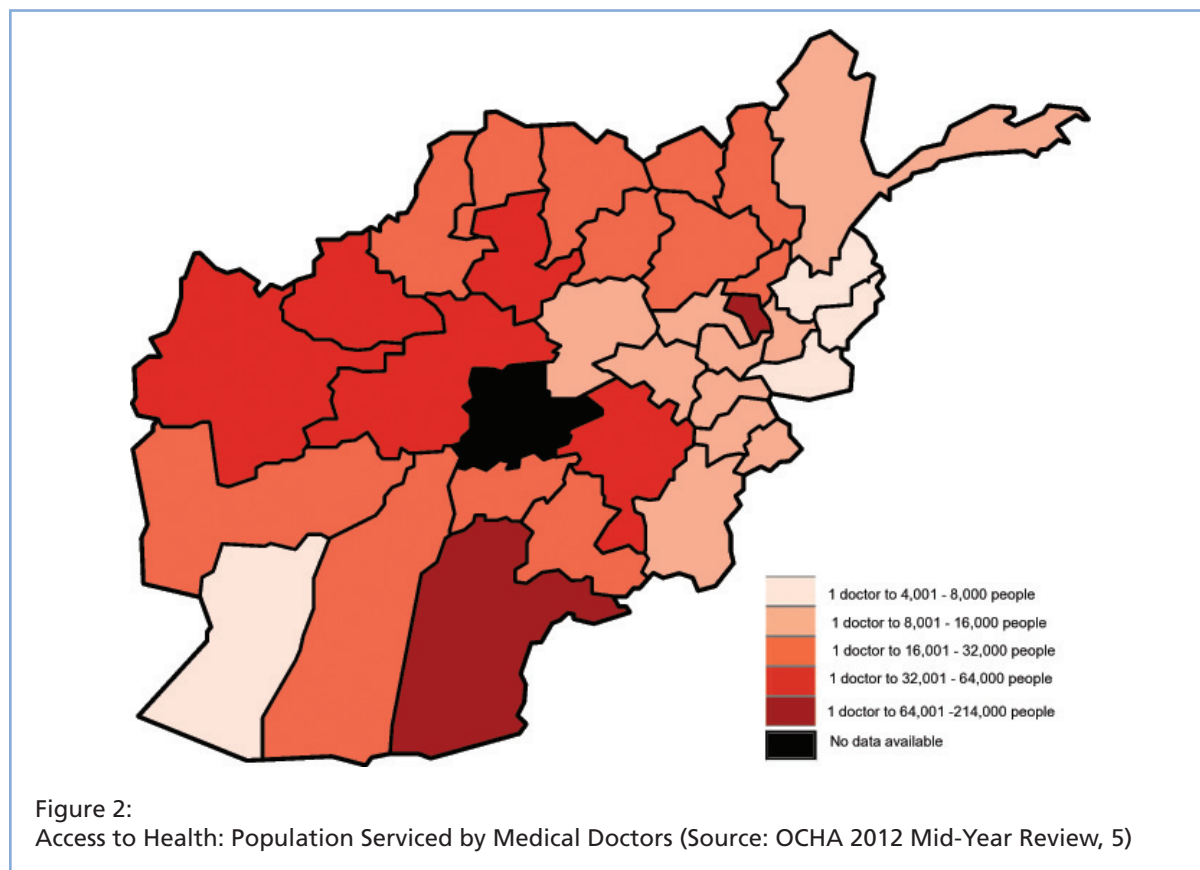 1 doctor to 4,001 - 8,000 people
1 doctor to 8,001 - 16,000 people
1 doctor to 16,001 - 32,000 people
1 doctor to 32,001 - 64,000 people
1 doctor to 64,001 -214,000 people
No data available
Figure 2:
Access to Health: Population Serviced by Medical Doctors (Source: OCHA 2012 Mid-Year Review, 5)